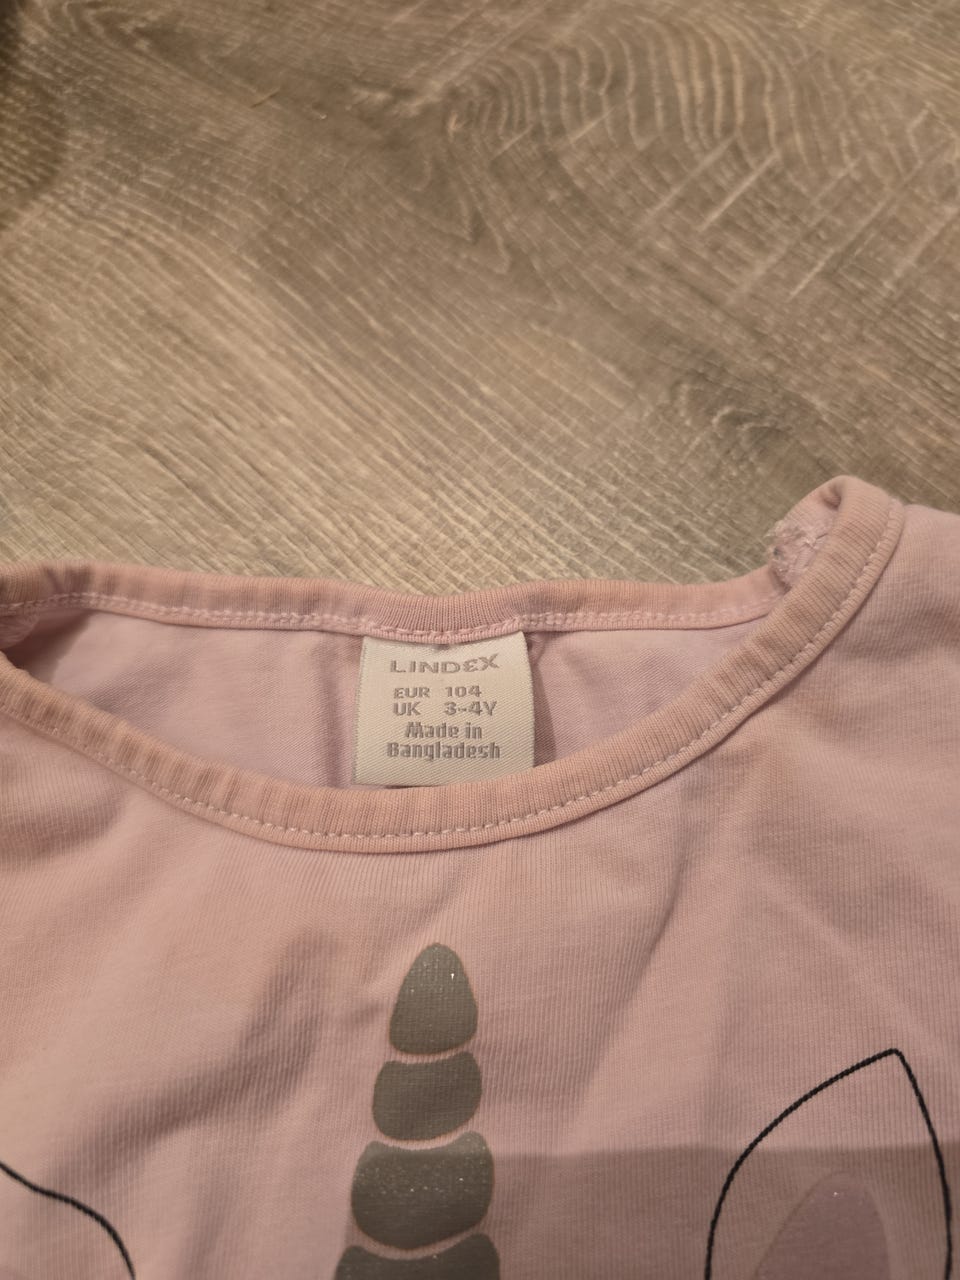 LINDEX
EUR 104
UK 3-4Y
Made in
Bangladesh